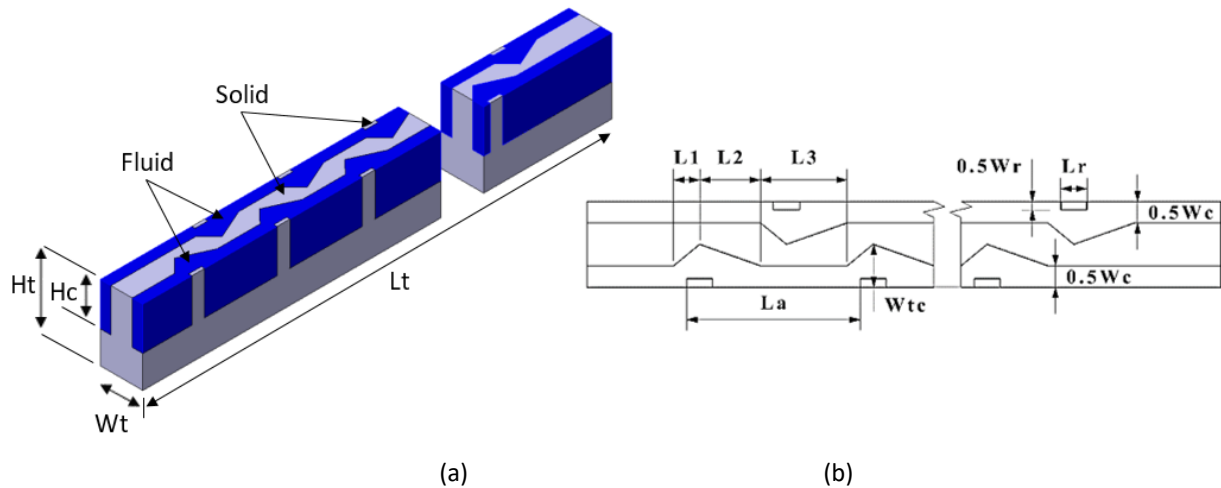 Solid
Fluid
Ht
Hc
Lt
Wt
(a)
L1 L2 L3
0.5Wr
Lr
0.5Wc
0.5Wc
La
Wtc
(b)